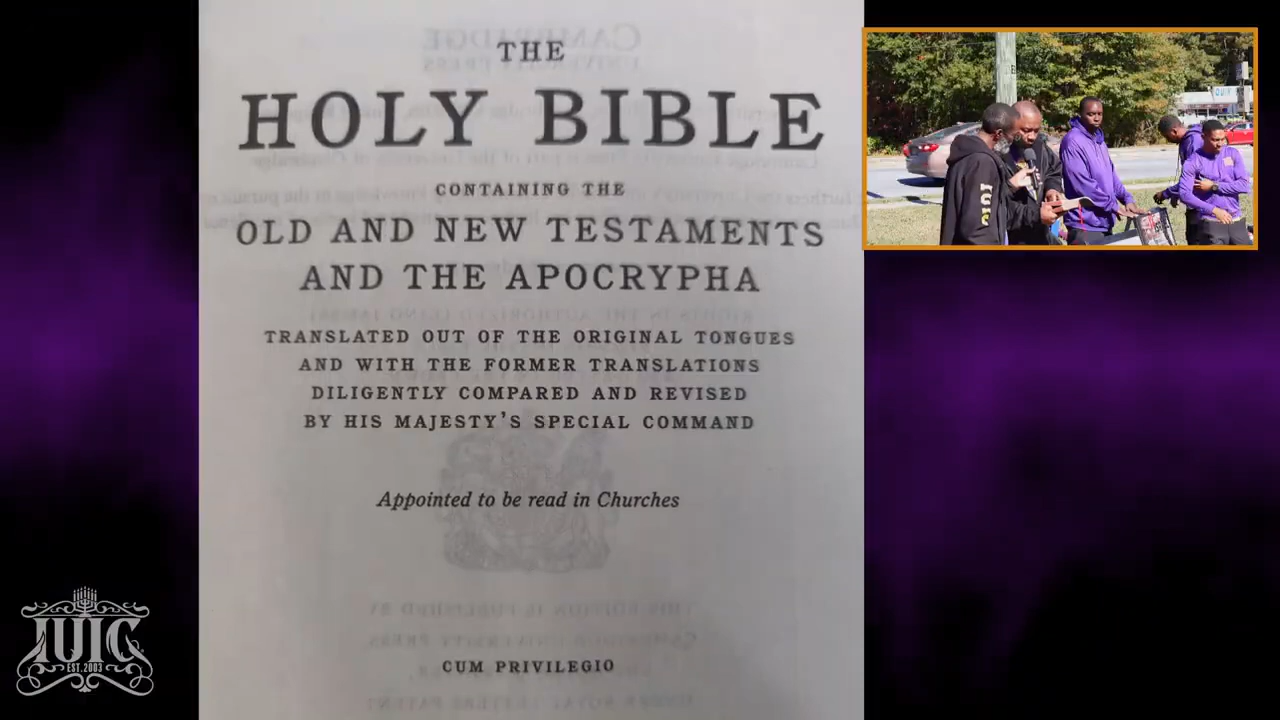 THE
HOLY BIBLE
CONTAINING THE
OLD AND NEW TESTAMENTS
AND THE APOCRYPHA
TRANSLATED OUT OF THE ORIGINAL TONGUES
AND WITH THE FORMER TRANSLATIONS
DILIGENTLY COMPARED AND REVISED
BY HIS MAJESTY'S SPECIAL COMMAND
Appointed to be read in Churches
CUM PRIVILEGIO
IUIC
EST. 2003